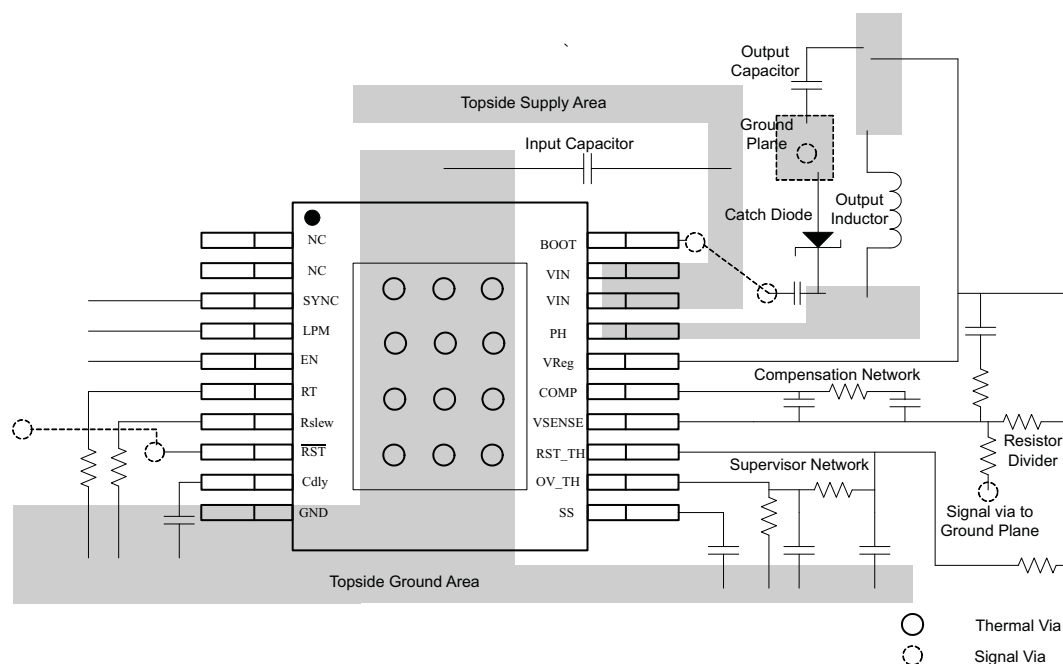 `
Output
Capacitor
Topside Supply Area
Ground
Plane
Input Capacitor
Output
Inductor
Catch Diode
NC
NC
SYNC
LPM
EN
RT
Rslew
RST
Cdly
GND
BOOT
VIN
VIN
PH
VReg
COMP
VSENSE
RST_TH
OV_TH
SS
Compensation Network
Resistor
Divider
Supervisor Network
Signal via to
Ground Plane
Topside Ground Area
Thermal Via
Signal Via